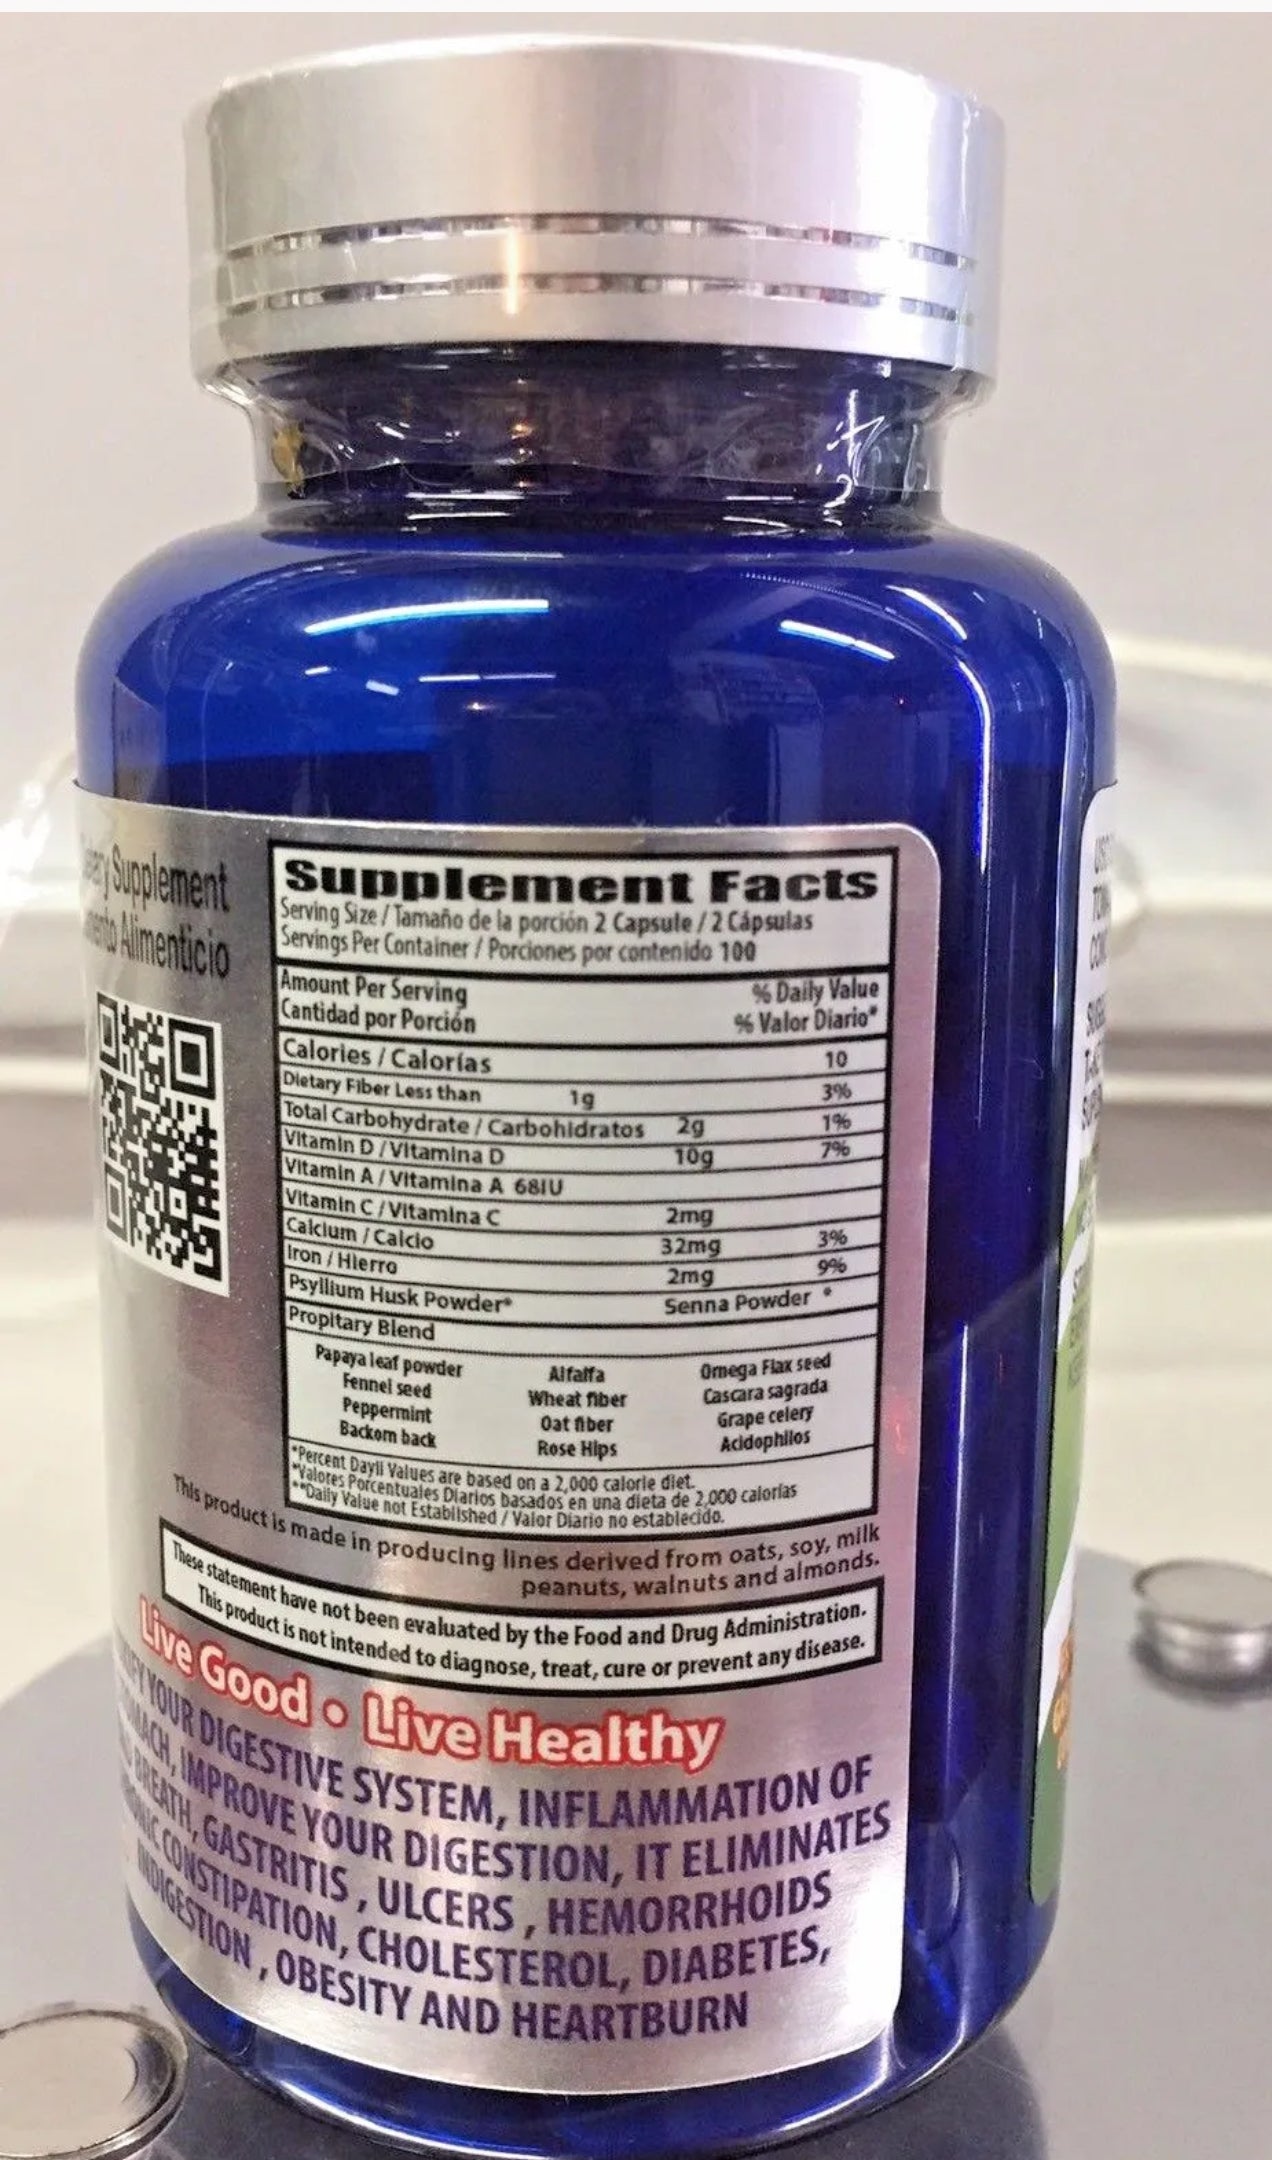 Supplement
Alimenticio
Supplement Facts
Serving Size / Tamaño de la porción 2 Capsule / 2 Cápsulas
Servings Per Container / Porciones por contenido 100
Amount Per Serving % Daily Value
Cantidad por Porción % Valor Diario*
Calories / Calorías 10
Dietary Fiber Less than 1g 3%
Total Carbohydrate / Carbohidratos 2g 1%
Vitamin D / Vitamina D 10g 7%
Vitamin A / Vitamina A 68IU
Vitamin C / Vitamina C 2mg
Calcium / Calcio 32mg 3%
Iron / Hierro 2mg 9%
Psyllium Husk Powder* Senna Powder *
Propitary Blend
Papaya leaf powder Alfalfa Omega Flax seed
Fennel seed Wheat fiber Cascara sagrada
Peppermint Oat fiber Grape celery
Backom back Rose Hips Acidophilos
*Percent Dayli Values are based on a 2,000 calorie diet.
*Valores Porcentuales Diarios basados en una dieta de 2,000 calorías
**Daily Value not Established / Valor Diario no establecido.
This product is made in producing lines derived from oats, soy, milk
peanuts, walnuts and almonds.
These statement have not been evaluated by the Food and Drug Administration.
This product is not intended to diagnose, treat, cure or prevent any disease.
Live Good • Live Healthy
YOUR DIGESTIVE SYSTEM, INFLAMMATION OF
IMPROVE YOUR DIGESTION, IT ELIMINATES
BREATH, GASTRITIS , ULCERS , HEMORRHOIDS
CONSTIPATION, CHOLESTEROL, DIABETES,
INDIGESTION , OBESITY AND HEARTBURN